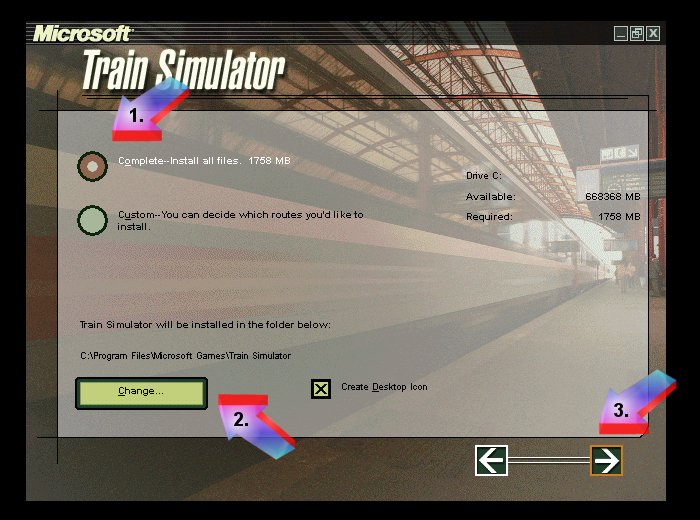 Microsoft
Train Simulator
1.
Complete--Install all files. 1758 MB
Drive C:
Available: 668368 MB
Required: 1758 MB
Custom--You can decide which routes you'd like to
install.
Train Simulator will be installed in the folder below:
C:\Program Files\Microsoft Games\Train Simulator
Change...
Create Desktop Icon
2.
3.